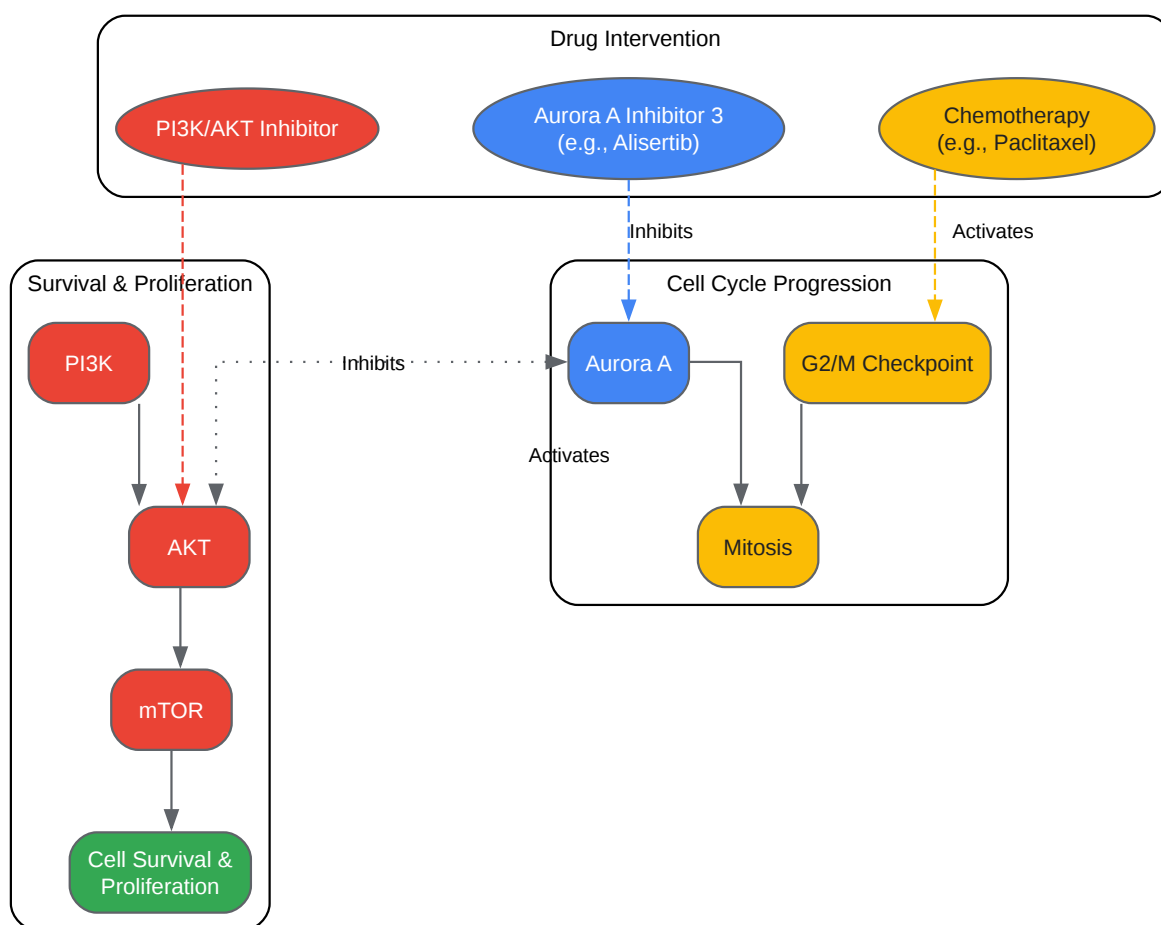 Drug Intervention
PI3K/AKT Inhibitor
Aurora A Inhibitor 3
(e.g., Alisertib)
Chemotherapy
(e.g., Paclitaxel)
Inhibits
Activates
Survival & Proliferation
Cell Cycle Progression
PI3K
Inhibits
Aurora A
G2/M Checkpoint
Activates
AKT
Mitosis
mTOR
Cell Survival &
Proliferation